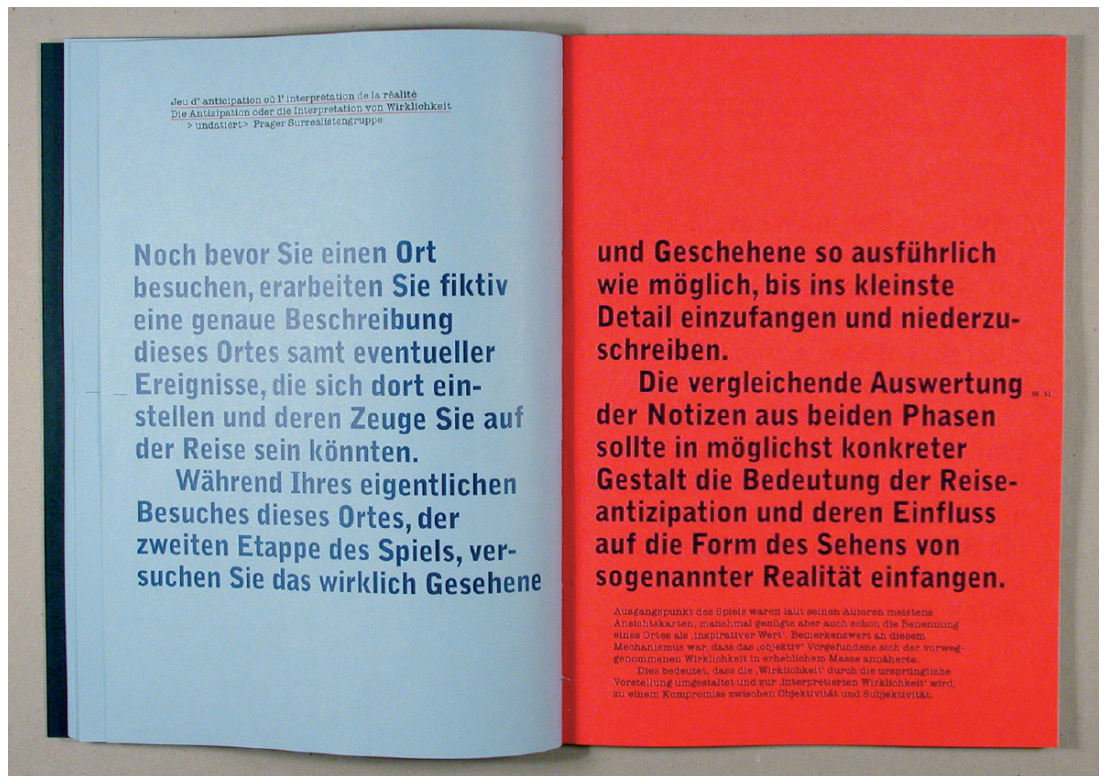 Jeu d' anticipation où l' interprétation de la réalité
Die Antizipation oder die Interpretation von Wirklichkeit
> undatiert> Prager Surrealistengruppe
Noch bevor Sie einen Ort
besuchen, erarbeiten Sie fiktiv
eine genaue Beschreibung
dieses Ortes samt eventueller
Ereignisse, die sich dort ein-
stellen und deren Zeuge Sie auf
der Reise sein könnten.
Während Ihres eigentlichen
Besuches dieses Ortes, der
zweiten Etappe des Spiels, ver-
suchen Sie das wirklich Gesehene
und Geschehene so ausführlich
wie möglich, bis ins kleinste
Detail einzufangen und niederzu-
schreiben.
Die vergleichende Auswertung
der Notizen aus beiden Phasen
sollte in möglichst konkreter
Gestalt die Bedeutung der Reise-
antizipation und deren Einfluss
auf die Form des Sehens von
sogenannter Realität einfangen.
Ausgangspunkt des Spiels waren laut seinen Autoren meistens
Ansichtskarten, manchmal genügte aber auch schon die Benennung
eines Ortes als ‚inspirativer Wert'. Bemerkenswert an diesem
Mechanismus war, dass das ‚objektiv' Vorgefundene sich der vorweg-
genommenen Wirklichkeit in erheblichem Masse annäherte.
Dies bedeutet, dass die ‚Wirklichkeit' durch die ursprüngliche
Vorstellung umgestaltet und zur ‚interpretierten Wirklichkeit' wird,
zu einem Kompromiss zwischen Objektivität und Subjektivität.